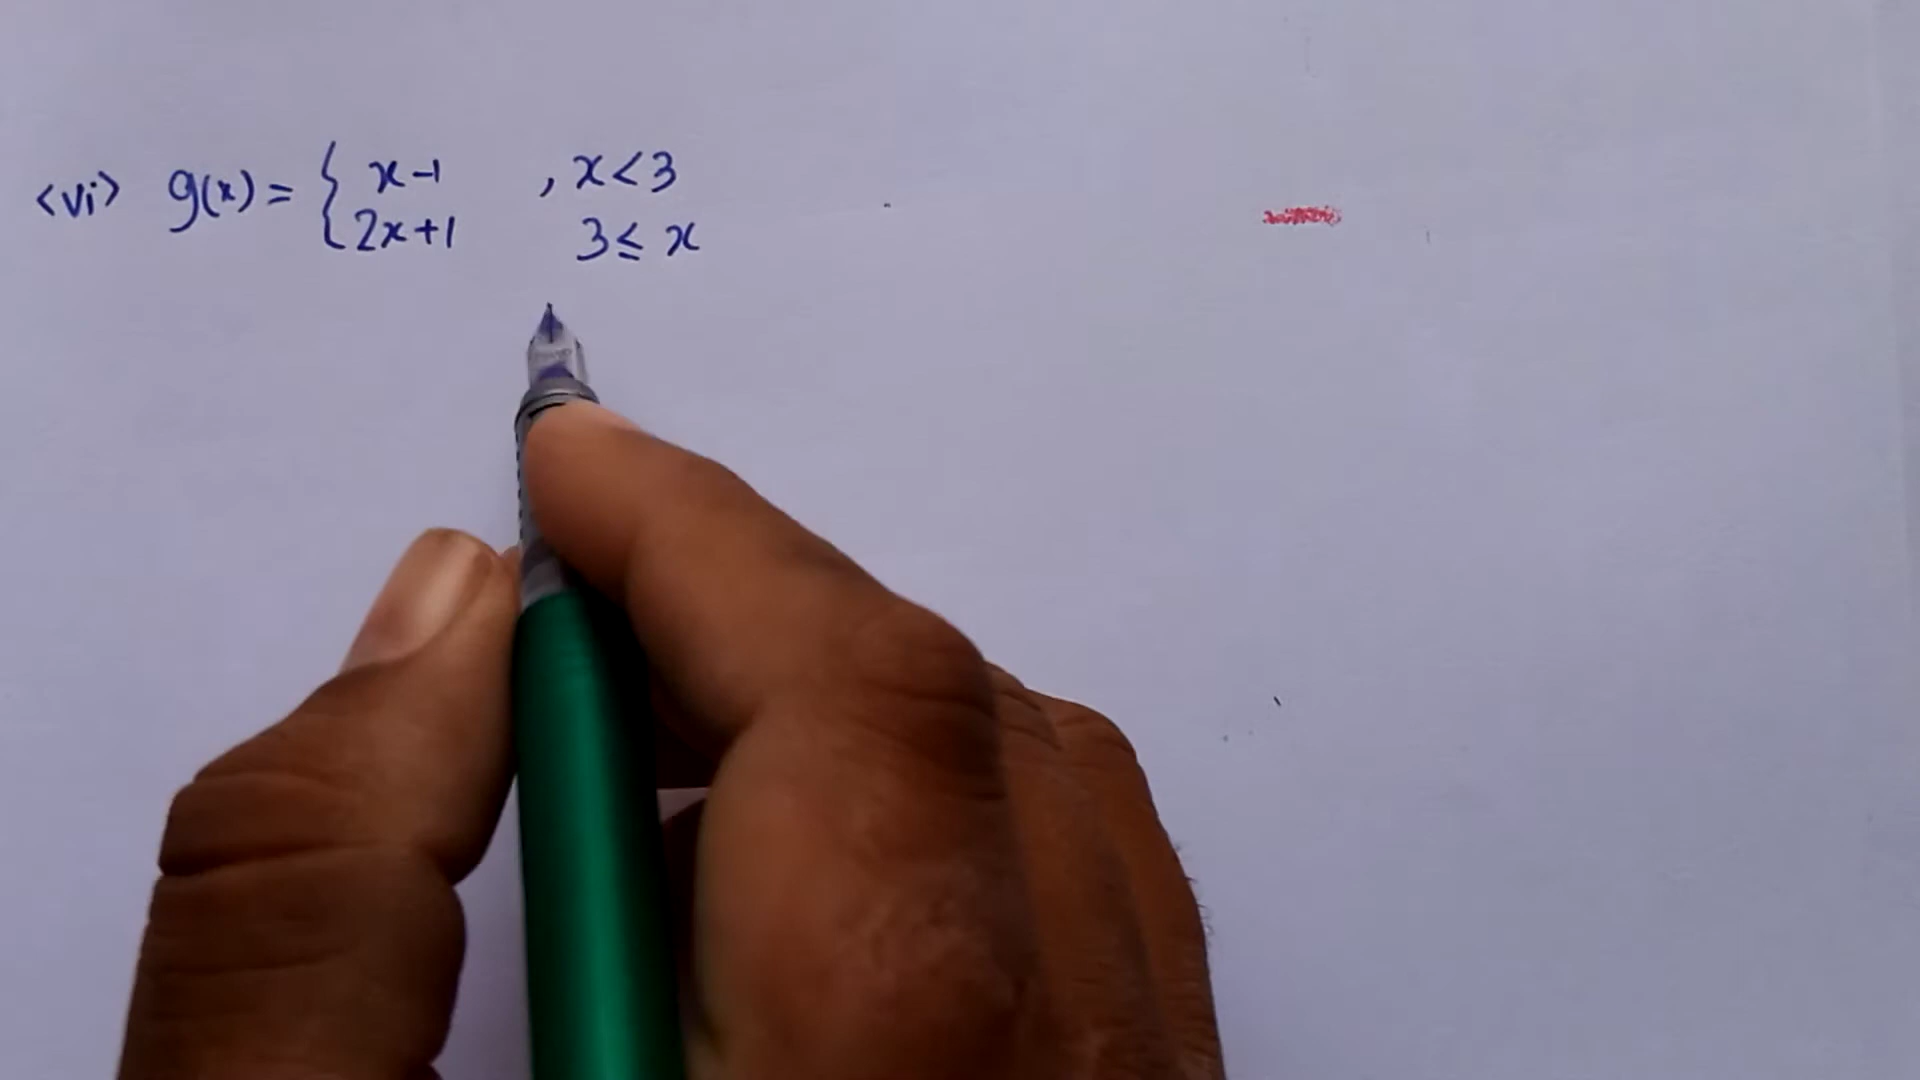 <vi> g(x) = { x-1 , x<3
2x+1 3≤ x